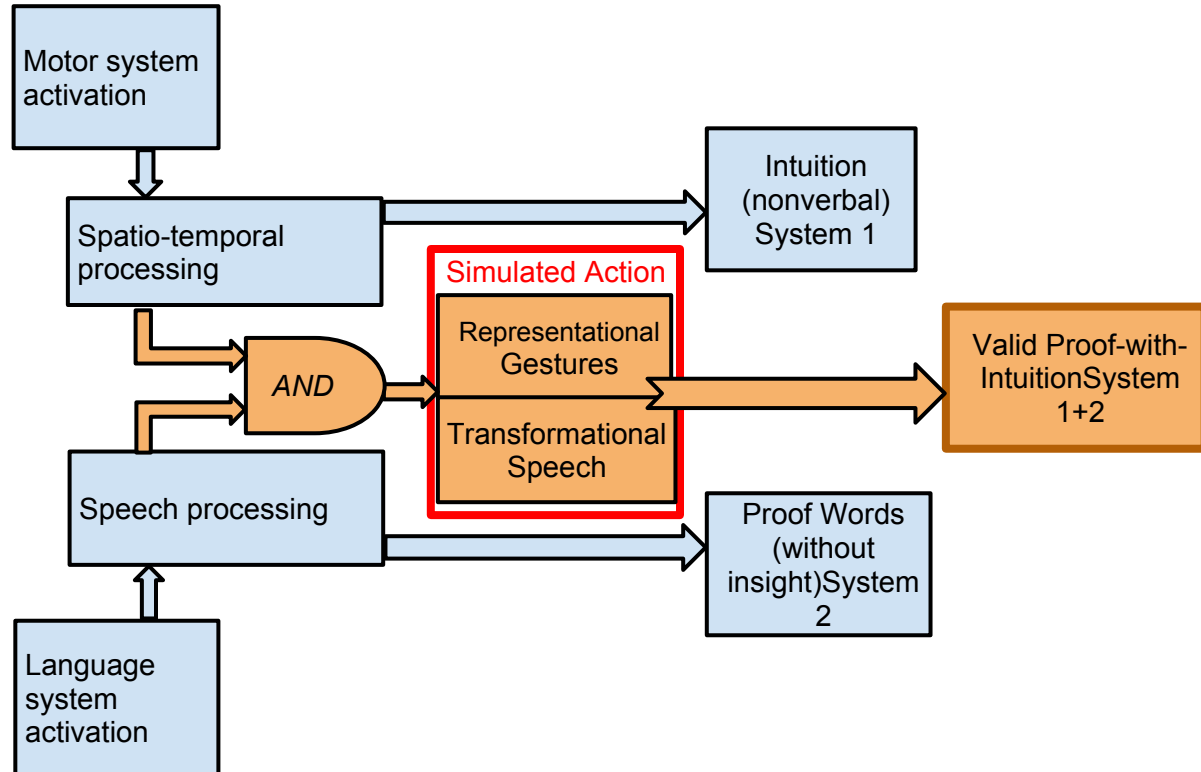 Motor system
activation
Spatio-temporal
processing
Intuition
(nonverbal)
System 1
Simulated Action
Representational
Gestures
AND
Transformational
Speech
Valid Proof-with-
IntuitionSystem
1+2
Speech processing
Proof Words
(without
insight)System
2
Language
system
activation